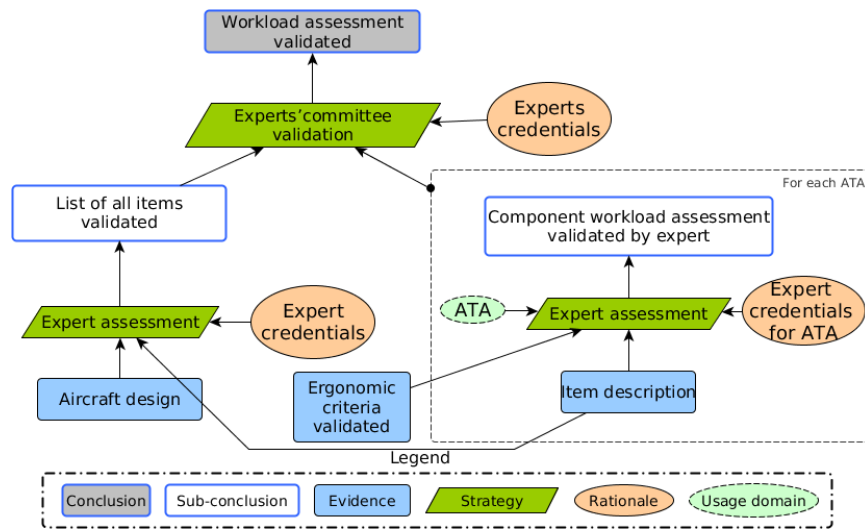 Workload assessment
validated
Experts’committee
validation
Experts
credentials
For each ATA
List of all items
validated
Component workload assessment
validated by expert
Expert assessment
Expert
credentials
ATA
Expert assessment
Expert
credentials
for ATA
Aircraft design
Ergonomic
criteria
validated
Item description
Legend
Conclusion
Sub-conclusion
Evidence
Strategy
Rationale
Usage domain